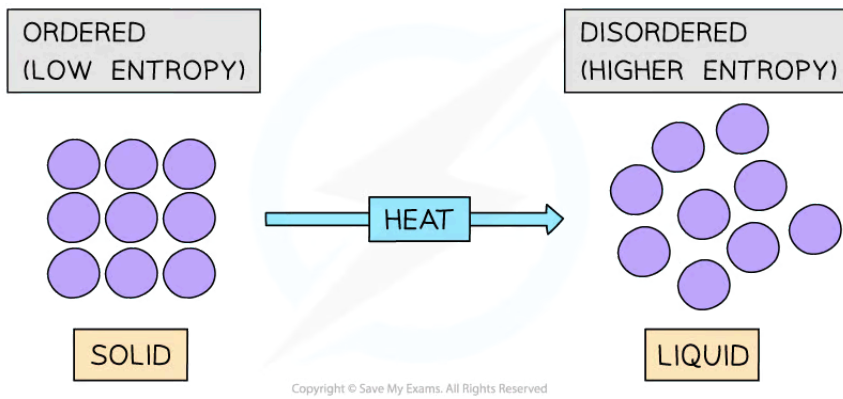 ORDERED
(LOW ENTROPY)
DISORDERED
(HIGHER ENTROPY)
HEAT
SOLID
LIQUID
Copyright © Save My Exams. All Rights Reserved